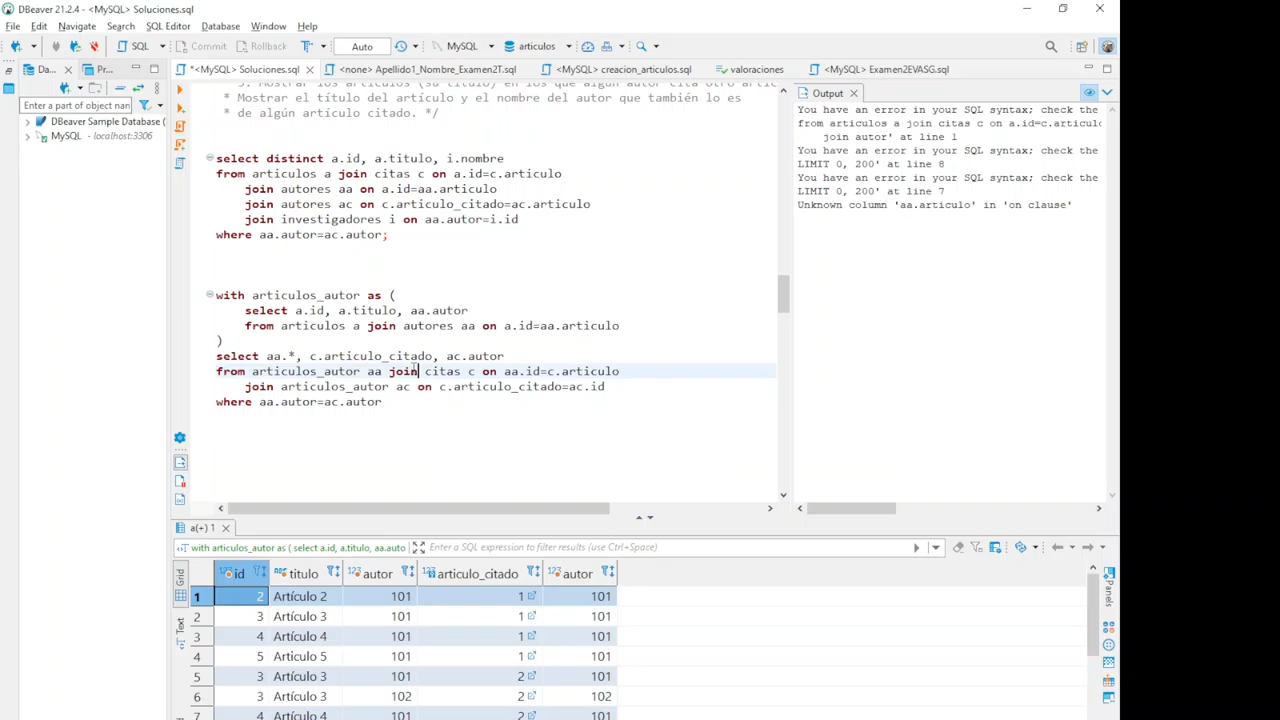 DBeaver 21.2.4 - <MySQL> Soluciones.sql
File Edit Navigate Search SQL Editor Database Window Help
SQL Commit Rollback Auto MySQL articulos
Da... Pr... *<MySQL> Soluciones.sql <none> Apellido1_Nombre_Examen2T.sql <MySQL> creacion_articulos.sql valoraciones <MySQL> Examen2EVASG.sql
Enter a part of object nan
DBeaver Sample Database (
MySQL - localhost:3306
* Mostrar el título del artículo y el nombre del autor que también lo es
* de algún artículo citado. */
select distinct a.id, a.titulo, i.nombre
from articulos a join citas c on a.id=c.articulo
join autores aa on a.id=aa.articulo
join autores ac on c.articulo_citado=ac.articulo
join investigadores i on aa.autor=i.id
where aa.autor=ac.autor;
with articulos_autor as (
select a.id, a.titulo, aa.autor
from articulos a join autores aa on a.id=aa.articulo
)
select aa.*, c.articulo_citado, ac.autor
from articulos_autor aa join citas c on aa.id=c.articulo
join articulos_autor ac on c.articulo_citado=ac.id
where aa.autor=ac.autor
Output
You have an error in your SQL syntax; check the
from articulos a join citas c on a.id=c.articulo
join autor' at line 1
You have an error in your SQL syntax; check the
LIMIT 0, 200' at line 8
You have an error in your SQL syntax; check the
LIMIT 0, 200' at line 7
Unknown column 'aa.articulo' in 'on clause'
a(+) 1
with articulos_autor as ( select a.id, a.titulo, aa.auto Enter a SQL expression to filter results (use Ctrl+Space)
Grid
Text
Panels
id titulo autor articulo_citado autor
1 2 Artículo 2 101 1 101
2 3 Artículo 3 101 1 101
3 4 Artículo 4 101 1 101
4 5 Articulo 5 101 1 101
5 3 Artículo 3 101 2 101
6 3 Artículo 3 102 2 102
7 4 Artículo 4 101 2 101